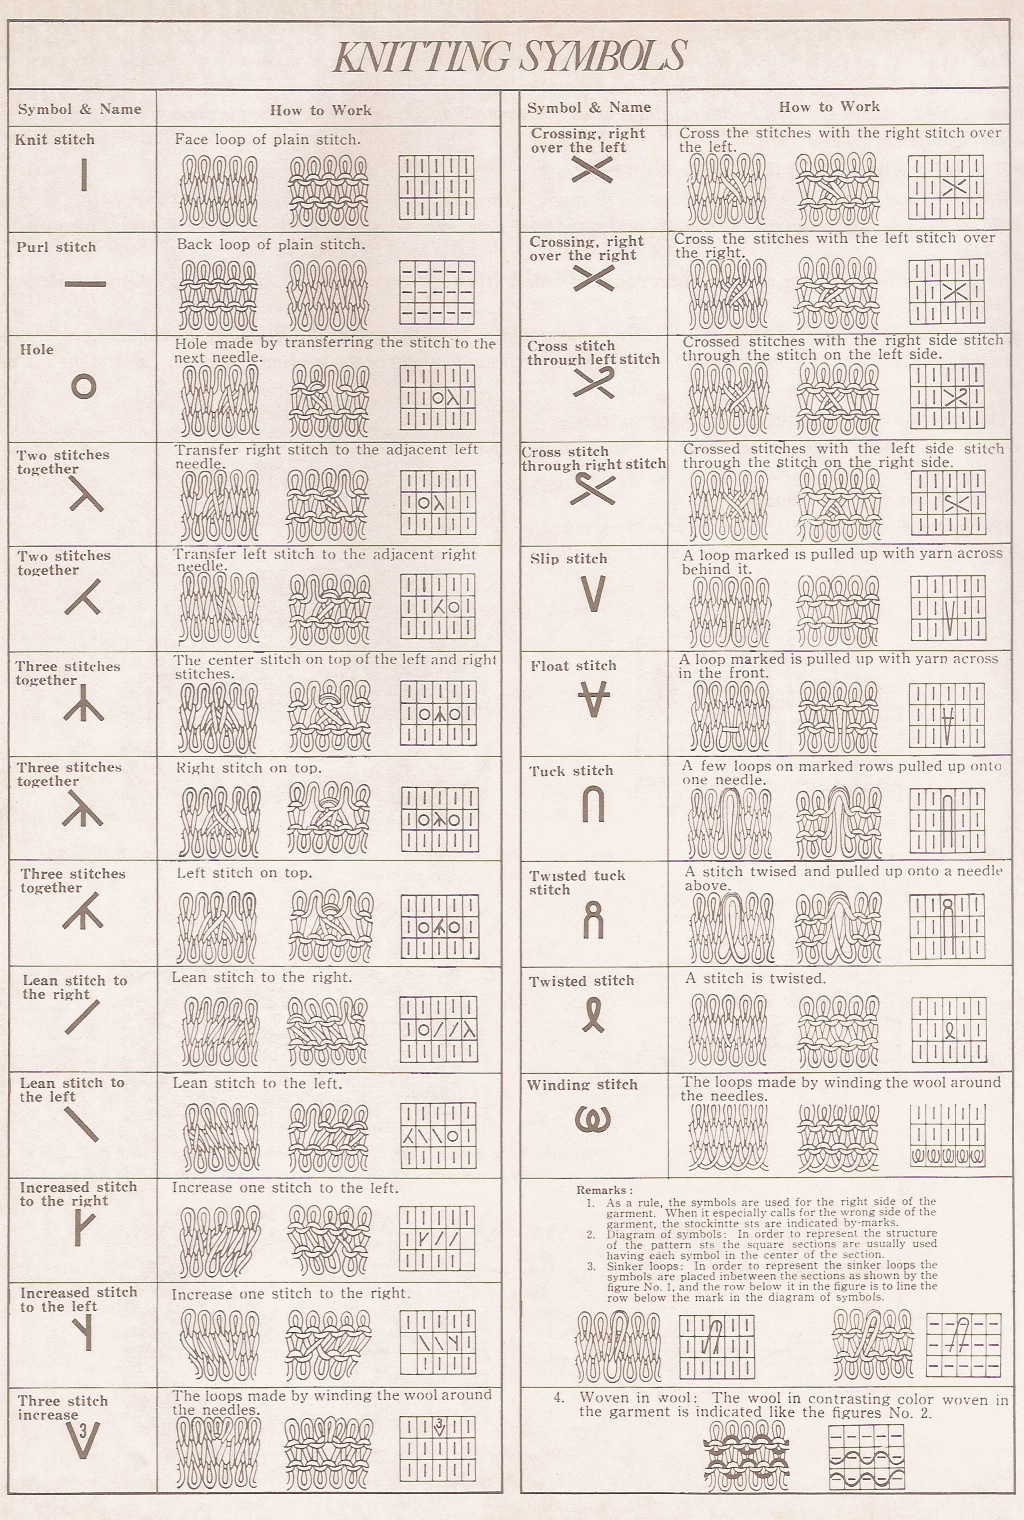 KNITTING SYMBOLS
Symbol & Name
How to Work
Knit stitch
Face loop of plain stitch.
Purl stitch
Back loop of plain stitch.
Hole
Hole made by transferring the stitch to the
next needle.
Two stitches
together
Transfer right stitch to the adjacent left
needle.
Two stitches
together
Transfer left stitch to the adjacent right
needle.
Three stitches
together
The center stitch on top of the left and right
stitches.
Three stitches
together
Right stitch on top.
Three stitches
together
Left stitch on top.
Lean stitch to
the right
Lean stitch to the right.
Lean stitch to
the left
Lean stitch to the left.
Increased stitch
to the right
Increase one stitch to the left.
Increased stitch
to the left
Increase one stitch to the right.
Three stitch
increase
3
The loops made by winding the wool around
the needles.
3
Symbol & Name
How to Work
Crossing, right
over the left
Cross the stitches with the right stitch over
the left.
Crossing, right
over the right
Cross the stitches with the left stitch over
the right.
Cross stitch
through left stitch
Crossed stitches with the right side stitch
through the stitch on the left side.
Cross stitch
through right stitch
Crossed stitches with the left side stitch
through the stitch on the right side.
Slip stitch
A loop marked is pulled up with yarn across
behind it.
Float stitch
A loop marked is pulled up with yarn across
in the front.
Tuck stitch
A few loops on marked rows pulled up onto
one needle.
Twisted tuck
stitch
A stitch twised and pulled up onto a needle
above.
Twisted stitch
A stitch is twisted.
Winding stitch
The loops made by winding the wool around
the needles.
Remarks :
1. As a rule, the symbols are used for the right side of the
garment. When it especially calls for the wrong side of the
garment, the stockintte sts are indicated by-marks.
2. Diagram of symbols: In order to represent the structure
of the pattern sts the square sections are usually used
having each symbol in the center of the section.
3. Sinker loops: In order to represent the sinker loops the
symbols are placed inbetween the sections as shown by the
figure No. 1, and the row below it in the figure is to line the
row below the mark in the diagram of symbols.
4. Woven in wool: The wool in contrasting color woven in
the garment is indicated like the figures No. 2.